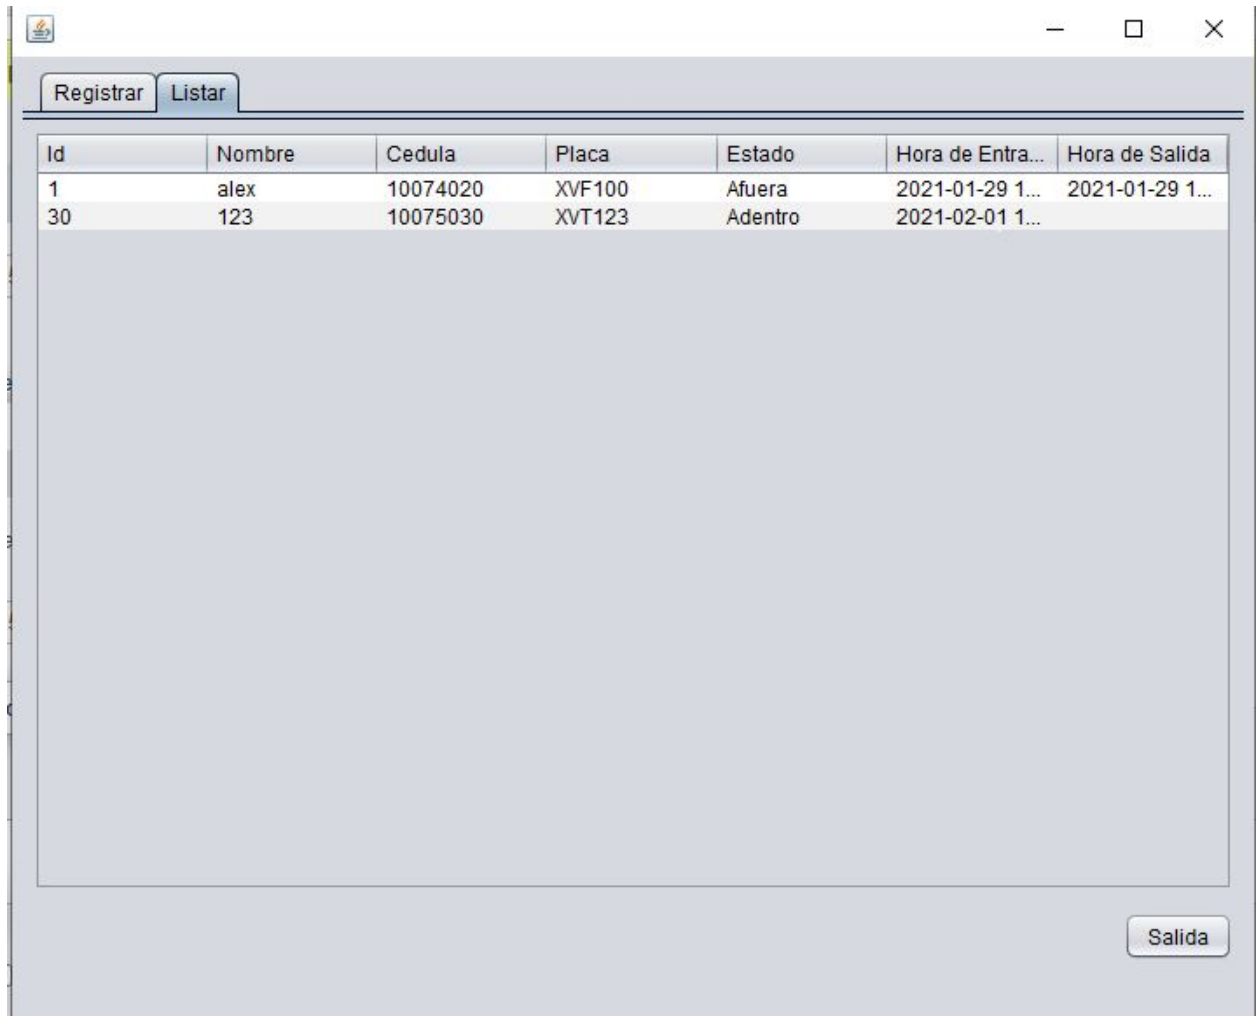 Registrar Listar
Id Nombre Cedula Placa Estado Hora de Entra... Hora de Salida
1 alex 10074020 XVF100 Afuera 2021-01-29 1... 2021-01-29 1...
30 123 10075030 XVT123 Adentro 2021-02-01 1...
Salida